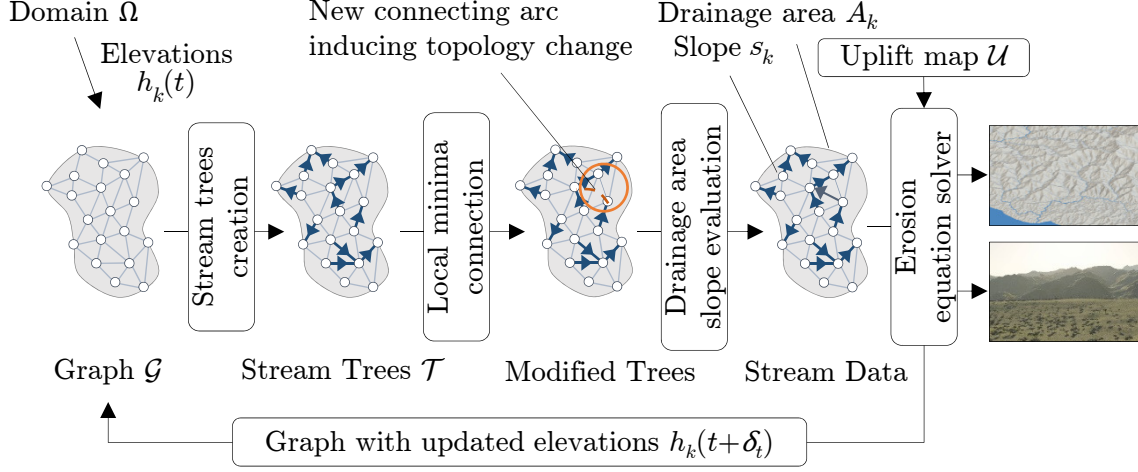 Domain Ω
Elevations
h_k(t)
New connecting arc
inducing topology change
Drainage area A_k
Slope s_k
Uplift map 𝒰
Stream trees
creation
Local minima
connection
Drainage area
slope evaluation
Erosion
equation solver
Graph 𝒢
Stream Trees 𝒯
Modified Trees
Stream Data
Graph with updated elevations h_k(t+δ_t)